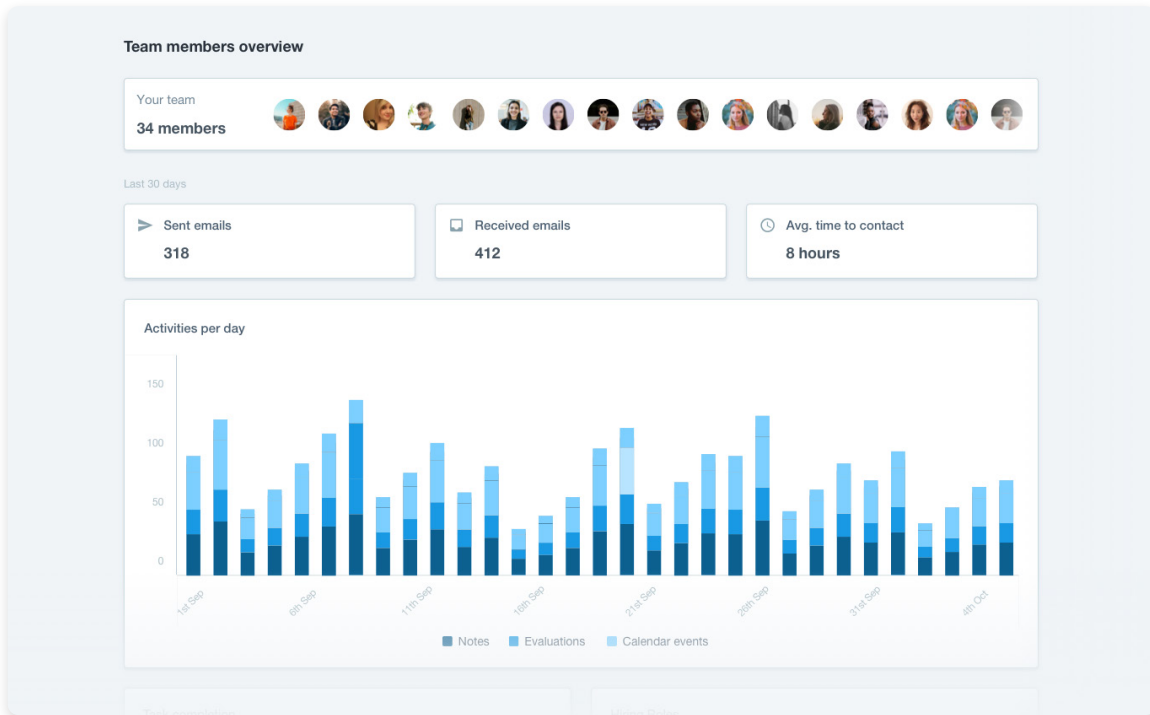 Team members overview
Your team
34 members
Last 30 days
Sent emails
318
Received emails
412
Avg. time to contact
8 hours
Activities per day
150
100
50
0
1st Sep
6th Sep
11th Sep
16th Sep
21st Sep
26th Sep
31st Sep
4th Oct
Notes
Evaluations
Calendar events